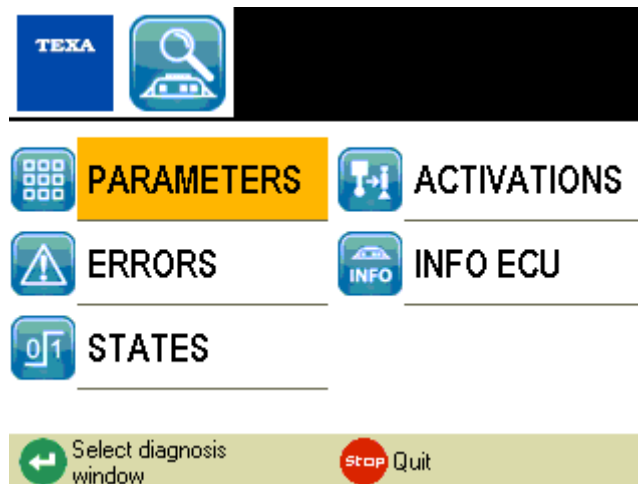 TEXA
PARAMETERS
ACTIVATIONS
ERRORS
INFO
INFO ECU
0 1
STATES
Select diagnosis
window
STOP
Quit